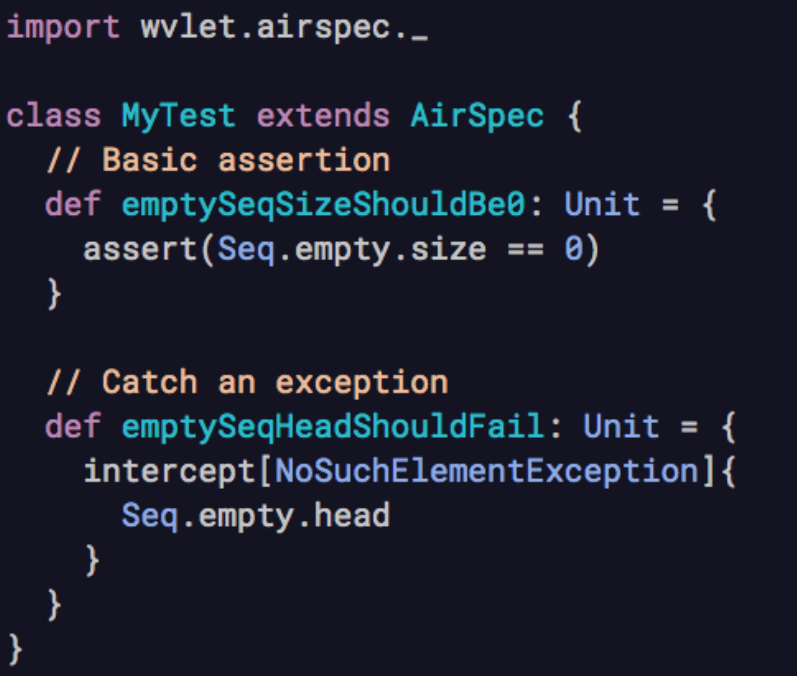 import wvlet.airspec._
class MyTest extends AirSpec {
  // Basic assertion
  def emptySeqSizeShouldBe0: Unit = {
    assert(Seq.empty.size == 0)
  }
  // Catch an exception
  def emptySeqHeadShouldFail: Unit = {
    intercept[NoSuchElementException]{
      Seq.empty.head
    }
  }
}